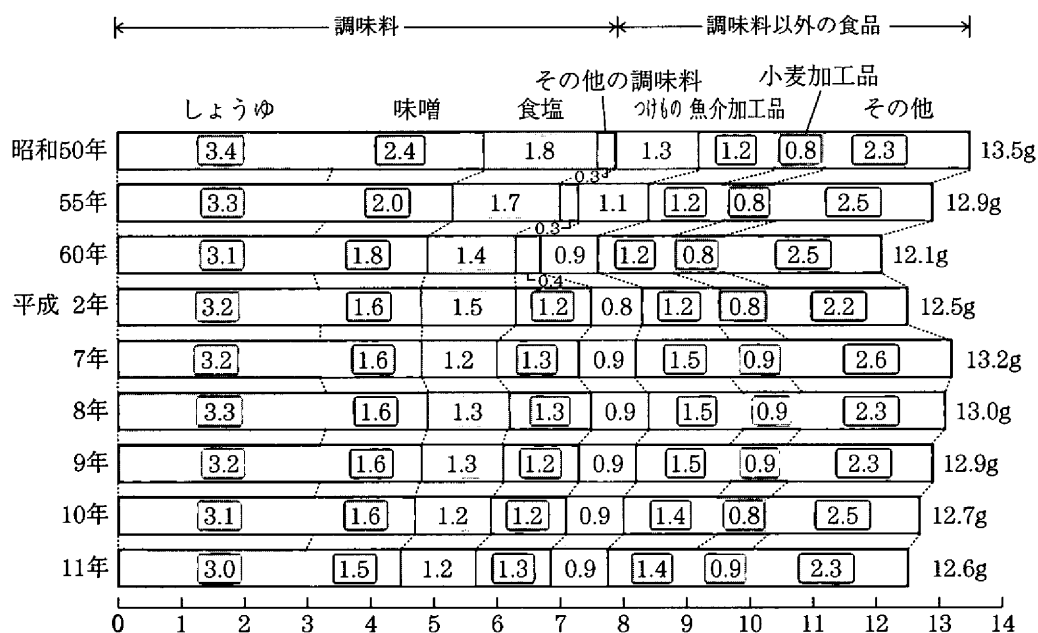 調味料 調味料以外の食品
その他の調味料 小麦加工品
しょうゆ 味噌 食塩 つけもの 魚介加工品 その他
昭和50年 3.4 2.4 1.8 1.3 1.2 0.8 2.3 13.5g
0.3
55年 3.3 2.0 1.7 1.1 1.2 0.8 2.5 12.9g
0.3
60年 3.1 1.8 1.4 0.9 1.2 0.8 2.5 12.1g
0.4
平成 2年 3.2 1.6 1.5 1.2 0.8 1.2 0.8 2.2 12.5g
7年 3.2 1.6 1.2 1.3 0.9 1.5 0.9 2.6 13.2g
8年 3.3 1.6 1.3 1.3 0.9 1.5 0.9 2.3 13.0g
9年 3.2 1.6 1.3 1.2 0.9 1.5 0.9 2.3 12.9g
10年 3.1 1.6 1.2 1.2 0.9 1.4 0.8 2.5 12.7g
11年 3.0 1.5 1.2 1.3 0.9 1.4 0.9 2.3 12.6g
0 1 2 3 4 5 6 7 8 9 10 11 12 13 14